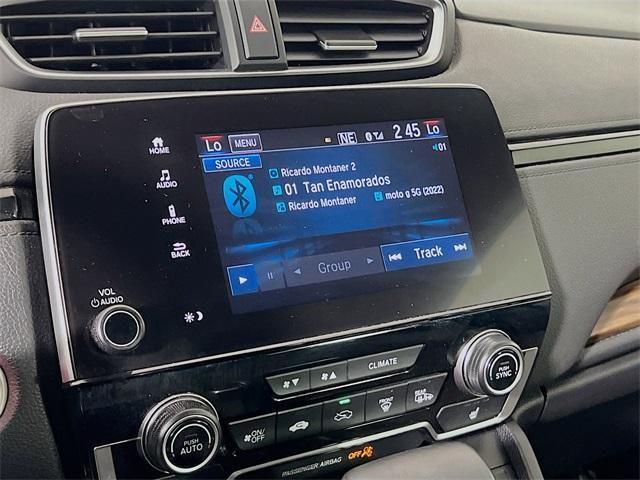 Lo MENU NE 2 45 Lo
SOURCE 01
Ricardo Montaner 2
01 Tan Enamorados
Ricardo Montaner moto g 5G (2022)
Group Track
HOME
AUDIO
PHONE
BACK
VOL
AUDIO
CLIMATE
ON/
OFF
FRONT
REAR
PUSH
AUTO
PUSH
SYNC
PASSENGER AIRBAG OFF